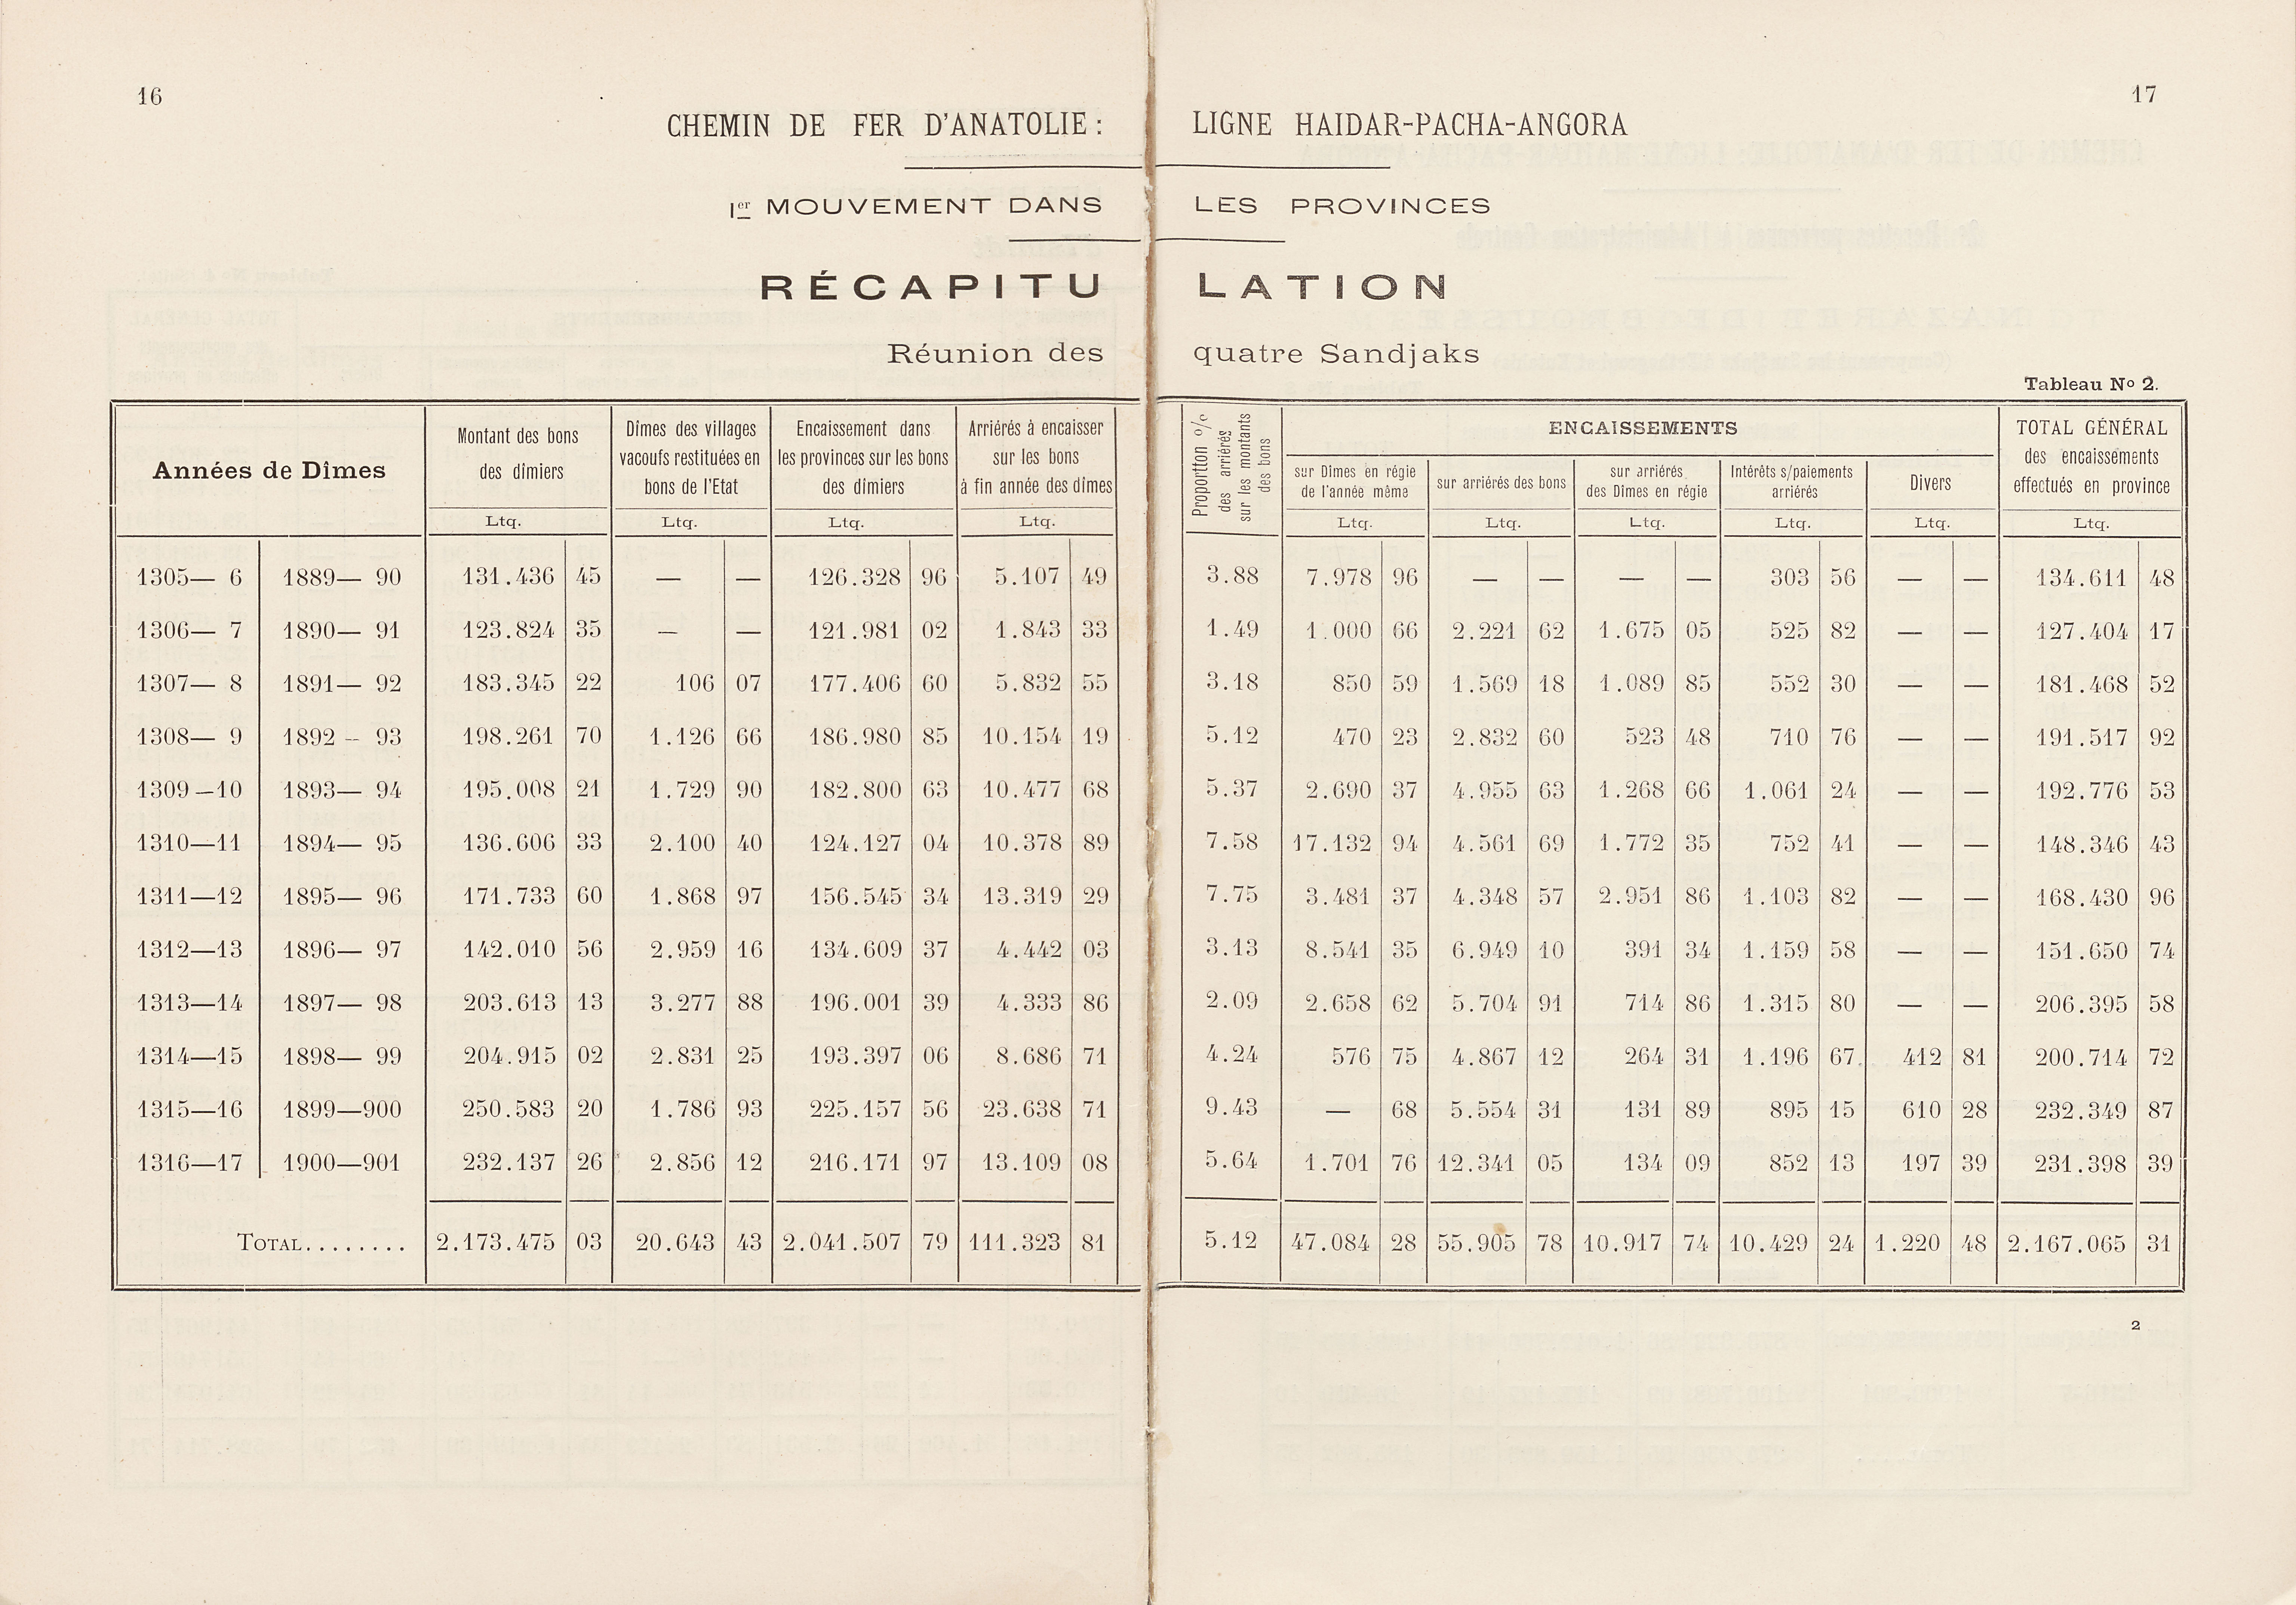 16
17
CHEMIN DE FER D'ANATOLIE : LIGNE HAIDAR-PACHA-ANGORA
Ier MOUVEMENT DANS LES PROVINCES
RÉCAPITULATION
Réunion des quatre Sandjaks
Tableau No 2.
Années de Dîmes
Montant des bons
des dîmiers
Ltq.
Dîmes des villages
vacoufs restituées en
bons de l'Etat
Ltq.
Encaissement dans
les provinces sur les bons
des dîmiers
Ltq.
Arriérés à encaisser
sur les bons
à fin année des dîmes
Ltq.
Proportton %
des arriérés
sur les montants
des bons
ENCAISSEMENTS
sur Dîmes en régie
de l'année même
Ltq.
sur arriérés des bons
Ltq.
sur arriérés
des Dîmes en régie
Ltq.
Intérêts s/paiements
arriérés
Ltq.
Divers
Ltq.
TOTAL GÉNÉRAL
des encaissements
effectués en province
Ltq.
1305— 6 1889— 90 131.436 45 — — 126.328 96 5.107 49 3.88 7.978 96 — — — — 303 56 — — 134.611 48
1306— 7 1890— 91 123.824 35 — — 121.981 02 1.843 33 1.49 1.000 66 2.221 62 1.675 05 525 82 — — 127.404 17
1307— 8 1891— 92 183.345 22 106 07 177.406 60 5.832 55 3.18 850 59 1.569 18 1.089 85 552 30 — — 181.468 52
1308— 9 1892 – 93 198.261 70 1.126 66 186.980 85 10.154 19 5.12 470 23 2.832 60 523 48 710 76 — — 191.517 92
1309—10 1893— 94 195.008 21 1.729 90 182.800 63 10.477 68 5.37 2.690 37 4.955 63 1.268 66 1.061 24 — — 192.776 53
1310—11 1894— 95 136.606 33 2.100 40 124.127 04 10.378 89 7.58 17.132 94 4.561 69 1.772 35 752 41 — — 148.346 43
1311—12 1895— 96 171.733 60 1.868 97 156.545 34 13.319 29 7.75 3.481 37 4.348 57 2.951 86 1.103 82 — — 168.430 96
1312—13 1896— 97 142.010 56 2.959 16 134.609 37 4.442 03 3.13 8.541 35 6.949 10 391 34 1.159 58 — — 151.650 74
1313—14 1897— 98 203.613 13 3.277 88 196.001 39 4.333 86 2.09 2.658 62 5.704 91 714 86 1.315 80 — — 206.395 58
1314—15 1898— 99 204.915 02 2.831 25 193.397 06 8.686 71 4.24 576 75 4.867 12 264 31 1.196 67 412 81 200.714 72
1315—16 1899—900 250.583 20 1.786 93 225.157 56 23.638 71 9.43 — 68 5.554 31 131 89 895 15 610 28 232.349 87
1316—17 1900—901 232.137 26 2.856 12 216.171 97 13.109 08 5.64 1.701 76 12.341 05 134 09 852 13 197 39 231.398 39
TOTAL........ 2.173.475 03 20.643 43 2.041.507 79 111.323 81 5.12 47.084 28 55.905 78 10.917 74 10.429 24 1.220 48 2.167.065 31
2